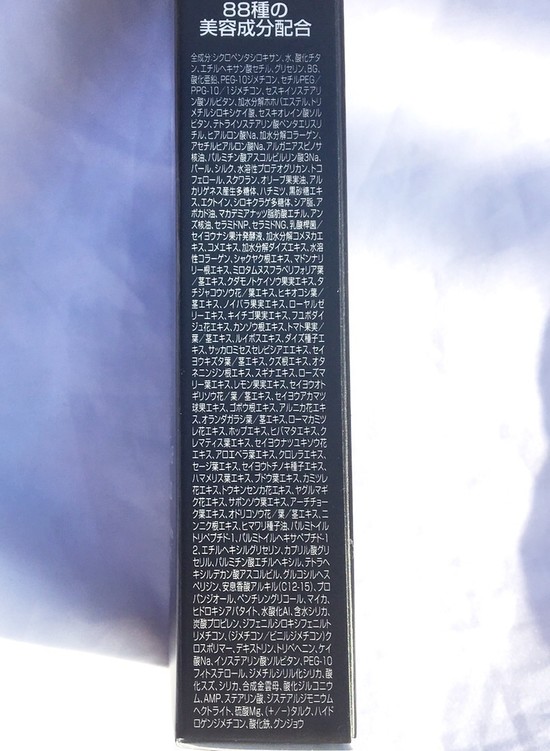 88種の
美容成分配合
全成分:シクロペンタシロキサン、水、酸化チタ
ン、エチルヘキサン酸セチル、グリセリン、BG、
酸化亜鉛、PEG-10ジメチコン、セチルPEG/
PPG-10/1ジメチコン、セスキイソステアリ
ン酸ソルビタン、加水分解ホホバエステル、トリ
メチルシロキシケイ酸、セスキオレイン酸ソル
ビタン、テトライソステアリン酸ペンタエリスリ
チル、ヒアルロン酸Na、加水分解コラーゲン、
アセチルヒアルロン酸Na、アルガニアスピノサ
核油、パルミチン酸アスコルビルリン酸3Na、
パール、シルク、水溶性プロテオグリカン、トコ
フェロール、スクワラン、オリーブ果実油、アル
カリゲネス産生多糖体、ハチミツ、黒砂糖エキ
ス、エクトイン、シロキクラゲ多糖体、シア脂、ア
ボカド油、マカデミアナッツ脂肪酸エチル、アン
ズ核油、セラミドNP、セラミドNG、乳酸桿菌/
セイヨウナシ果汁発酵液、加水分解コメヌカエ
キス、コメエキス、加水分解ダイズエキス、水溶
性コラーゲン、シャクヤク根エキス、マドンナリ
リー根エキス、ミロタムヌスフラベリフォリア葉
/茎エキス、クダモノトケイソウ果実エキス、タ
チジャコウソウ花/葉エキス、ヒキオコシ葉/
茎エキス、ノイバラ果実エキス、ローヤルゼ
リーエキス、キイチゴ果実エキス、フユボダイ
ジュ花エキス、カンゾウ根エキス、トマト果実/
葉/茎エキス、ルイボスエキス、ダイズ種子エ
キス、サッカロミセスセレビシアエエキス、セイ
ヨウキズタ葉/茎エキス、クズ根エキス、オタ
ネニンジン根エキス、スギナエキス、ローズマ
リー葉エキス、レモン果実エキス、セイヨウオト
ギリソウ花/葉/茎エキス、セイヨウアカマツ
球果エキス、ゴボウ根エキス、アルニカ花エキ
ス、オランダガラシ葉/茎エキス、ローマカミツ
レ花エキス、ホップエキス、ヒバマタエキス、ク
レマティス葉エキス、セイヨウナツユキソウ花
エキス、アロエベラ葉エキス、クロレラエキス、
セージ葉エキス、セイヨウトチノキ種子エキス、
ハマメリス葉エキス、ブドウ葉エキス、カミツレ
花エキス、トウキンセンカ花エキス、ヤグルマギ
ク花エキス、サボンソウ葉エキス、アーチチョー
ク葉エキス、オドリコソウ花/葉/茎エキス、ニ
ンニク根エキス、ヒマワリ種子油、パルミトイル
トリペプチド-1、パルミトイルヘキサペプチド-1
2、エチルヘキシルグリセリン、カプリル酸グリ
セリル、パルミチン酸エチルヘキシル、テトラヘ
キシルデカン酸アスコルビル、グルコシルヘス
ペリジン、安息香酸アルキル(C12-15)、プロ
パンジオール、ペンチレングリコール、マイカ、
ヒドロキシアパタイト、水酸化Al、含水シリカ、
炭酸プロピレン、ジフェニルシロキシフェニルト
リメチコン、(ジメチコン/ビニルジメチコン)ク
ロスポリマー、デキストリン、トリベヘニン、ケイ
酸Na、イソステアリン酸ソルビタン、PEG-10
フィトステロール、ジメチルシリル化シリカ、酸
化スズ、シリカ、合成金雲母、酸化ジルコニウ
ム、AMP、ステアリン酸、ジステアルジモニウム
ヘクトライト、硫酸Mg、(+/-)タルク、ハイド
ロゲンジメチコン、酸化鉄、グンジョウ